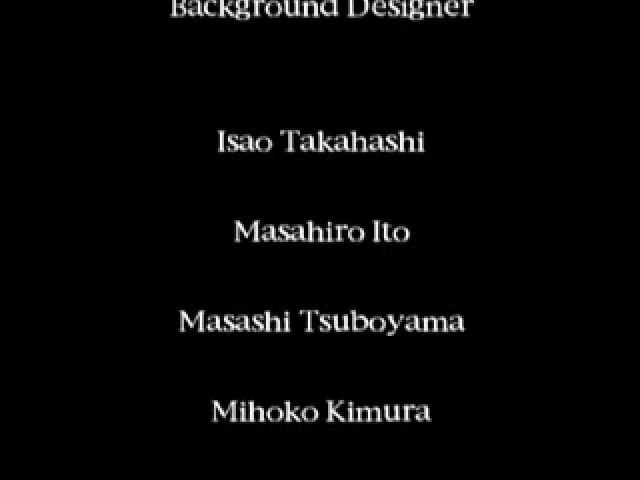 Background Designer
Isao Takahashi
Masahiro Ito
Masashi Tsuboyama
Mihoko Kimura